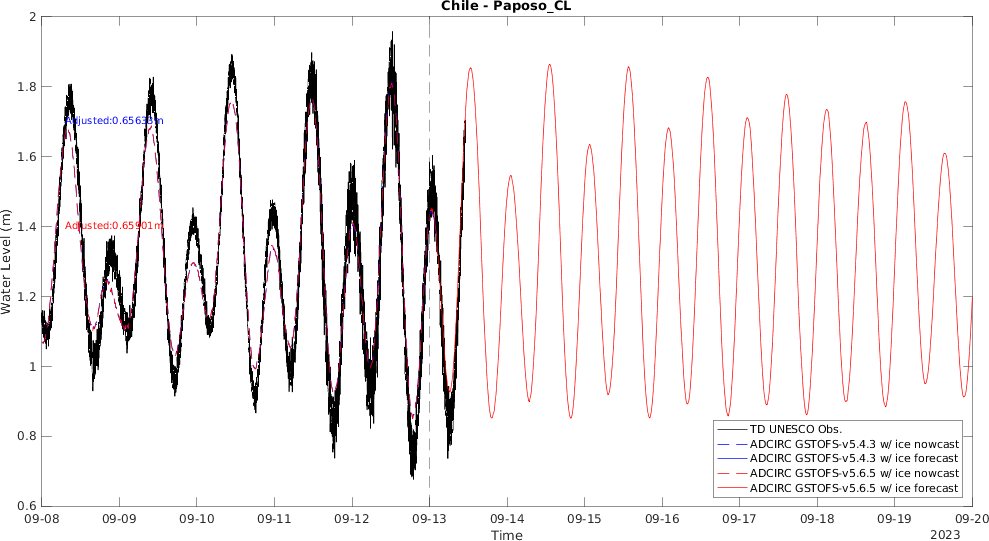 Chile - Paposo_CL
Water Level (m)
2
1.8
1.6
1.4
1.2
1
0.8
0.6
Adjusted:0.65633m
Adjusted:0.65901m
TD UNESCO Obs.
ADCIRC GSTOFS-v5.4.3 w/ ice nowcast
ADCIRC GSTOFS-v5.4.3 w/ ice forecast
ADCIRC GSTOFS-v5.6.5 w/ ice nowcast
ADCIRC GSTOFS-v5.6.5 w/ ice forecast
09-08 09-09 09-10 09-11 09-12 09-13 09-14 09-15 09-16 09-17 09-18 09-19 09-20
Time
2023